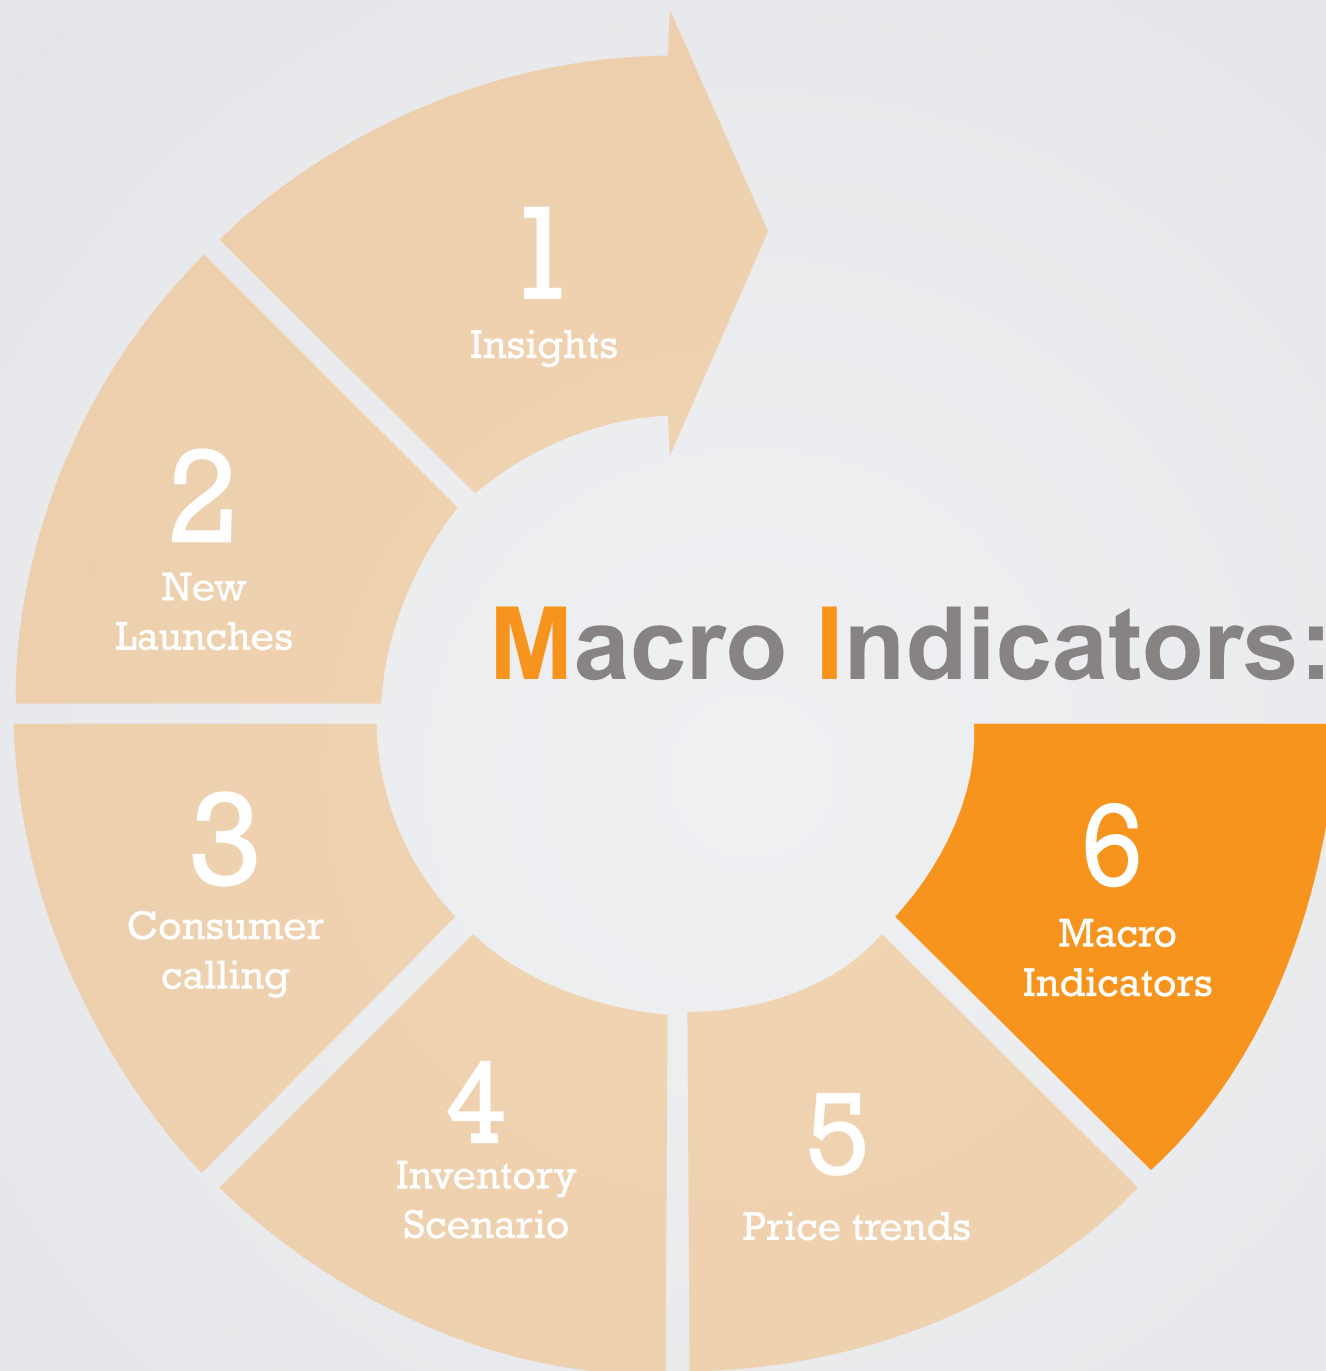 1
Insights
2
New
Launches
Macro Indicators:
3
Consumer
calling
6
Macro
Indicators
4
Inventory
Scenario
5
Price trends